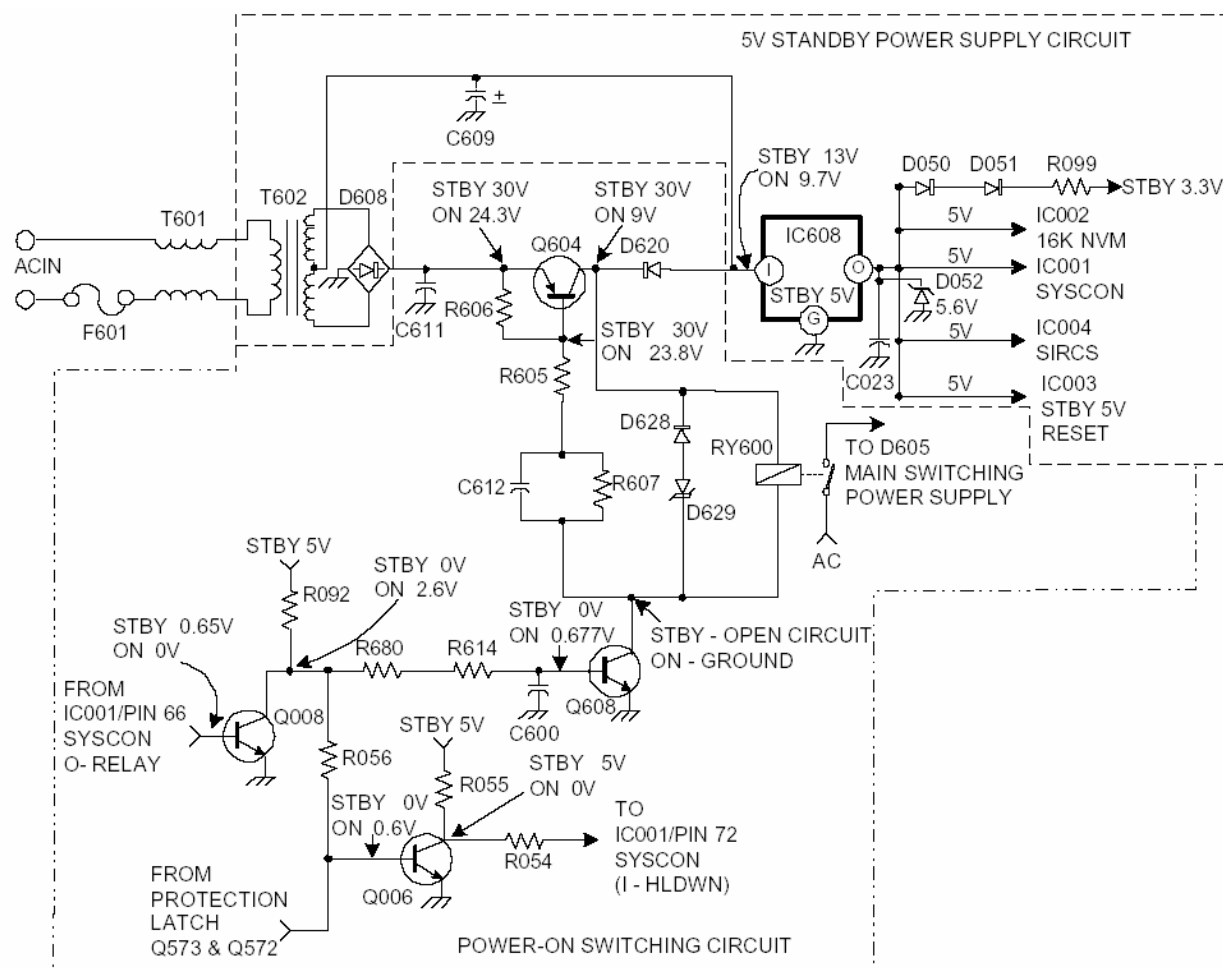 5V STANDBY POWER SUPPLY CIRCUIT
±
C609
STBY 13V
ON 9.7V
D050
D051
R099
STBY 3.3V
T601
T602
D608
STBY 30V
ON 24.3V
STBY 30V
ON 9V
5V
IC002
16K NVM
ACIN
Q604
D620
IC608
I
O
STBY 5V
G
5V
IC001
SYSCON
D052
5.6V
F601
C611
R606
STBY 30V
ON 23.8V
5V
IC004
SIRCS
R605
C023
5V
IC003
STBY 5V
RESET
D628
RY600
TO D605
MAIN SWITCHING
POWER SUPPLY
C612
R607
D629
AC
STBY 5V
STBY 0V
ON 2.6V
R092
STBY 0V
ON 0.677V
STBY - OPEN CIRCUIT
ON - GROUND
STBY 0.65V
ON 0V
R680
R614
FROM
IC001/PIN 66
SYSCON
O- RELAY
Q008
C600
Q608
STBY 5V
R056
R055
STBY 5V
ON 0V
STBY 0V
ON 0.6V
TO
IC001/PIN 72
SYSCON
(I - HLDWN)
R054
Q006
FROM
PROTECTION
LATCH
Q573 & Q572
POWER-ON SWITCHING CIRCUIT